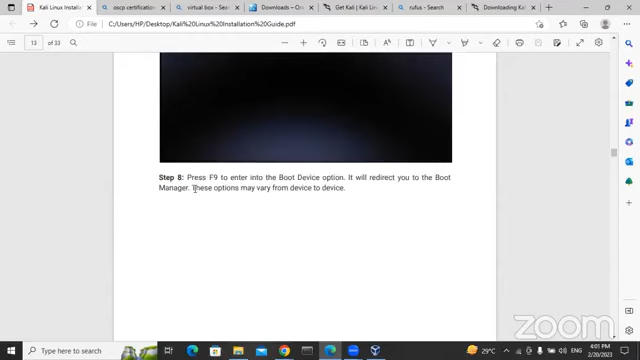 Kali Linux Installa
oscp certification
virtual box - Sea
Downloads – O
Get Kali | Kali Lin
rufus - Search
Downloading Kal
File
C:/Users/HP/Desktop/Kali%20Linux%20Installation%20Guide.pdf
13 of 33
Step 8: Press F9 to enter into the Boot Device option. It will redirect you to the Boot
Manager. These options may vary from device to device.
zoom
Type here to search
29°C
4:01 PM
2/20/2023